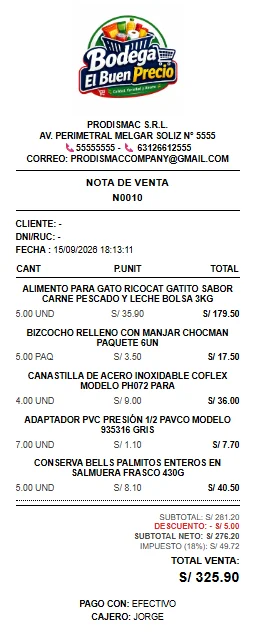 Bodega
El Buen Precio
Calidad, Variedad y Ahorro
PRODISMAC S.R.L.
AV. PERIMETRAL MELGAR SOLIZ N° 5555
55555555 - 63126612555
CORREO: PRODISMACCOMPANY@GMAIL.COM
NOTA DE VENTA
N0010
CLIENTE: -
DNI/RUC: -
FECHA : 15/09/2026 18:13:11
CANT P.UNIT TOTAL
ALIMENTO PARA GATO RICOCAT GATITO SABOR
CARNE PESCADO Y LECHE BOLSA 3KG
5.00 UND S/ 35.90 S/ 179.50
BIZCOCHO RELLENO CON MANJAR CHOCMAN
PAQUETE 6UN
5.00 PAQ S/ 3.50 S/ 17.50
CANASTILLA DE ACERO INOXIDABLE COFLEX
MODELO PH072 PARA
4.00 UND S/ 9.00 S/ 36.00
ADAPTADOR PVC PRESIÓN 1/2 PAVCO MODELO
935316 GRIS
7.00 UND S/ 1.10 S/ 7.70
CONSERVA BELLS PALMITOS ENTEROS EN
SALMUERA FRASCO 430G
5.00 UND S/ 8.10 S/ 40.50
SUBTOTAL: S/ 281.20
DESCUENTO: - S/ 5.00
SUBTOTAL NETO: S/ 276.20
IMPUESTO (18%): S/ 49.72
TOTAL VENTA:
S/ 325.90
PAGO CON: EFECTIVO
CAJERO: JORGE